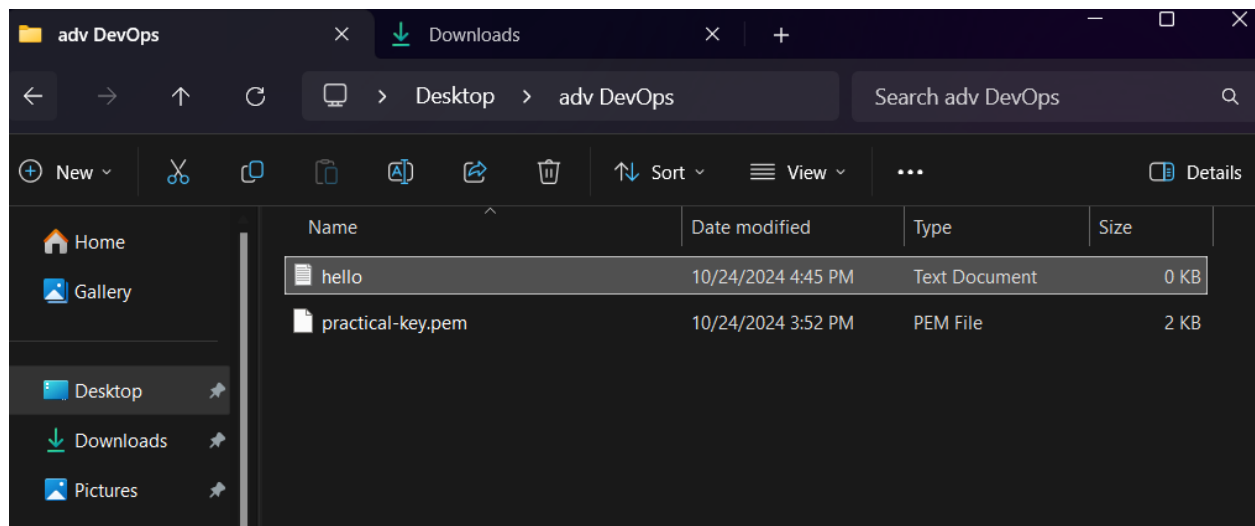 adv DevOps Downloads
Desktop adv DevOps Search adv DevOps
New Sort View Details
Name Date modified Type Size
Home
hello 10/24/2024 4:45 PM Text Document 0 KB
Gallery
practical-key.pem 10/24/2024 3:52 PM PEM File 2 KB
Desktop
Downloads
Pictures